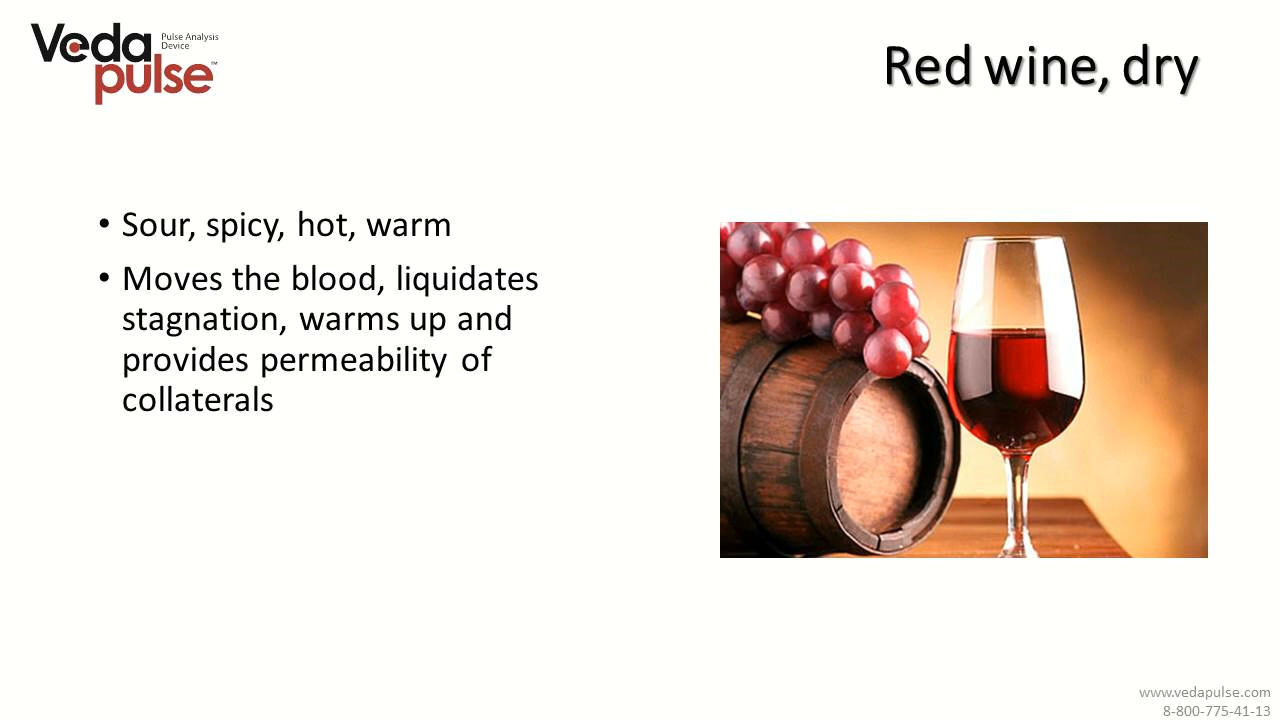 Veda
pulse™
Pulse Analysis
Device
Red wine, dry
• Sour, spicy, hot, warm
• Moves the blood, liquidates
stagnation, warms up and
provides permeability of
collaterals
www.vedapulse.com
8-800-775-41-13